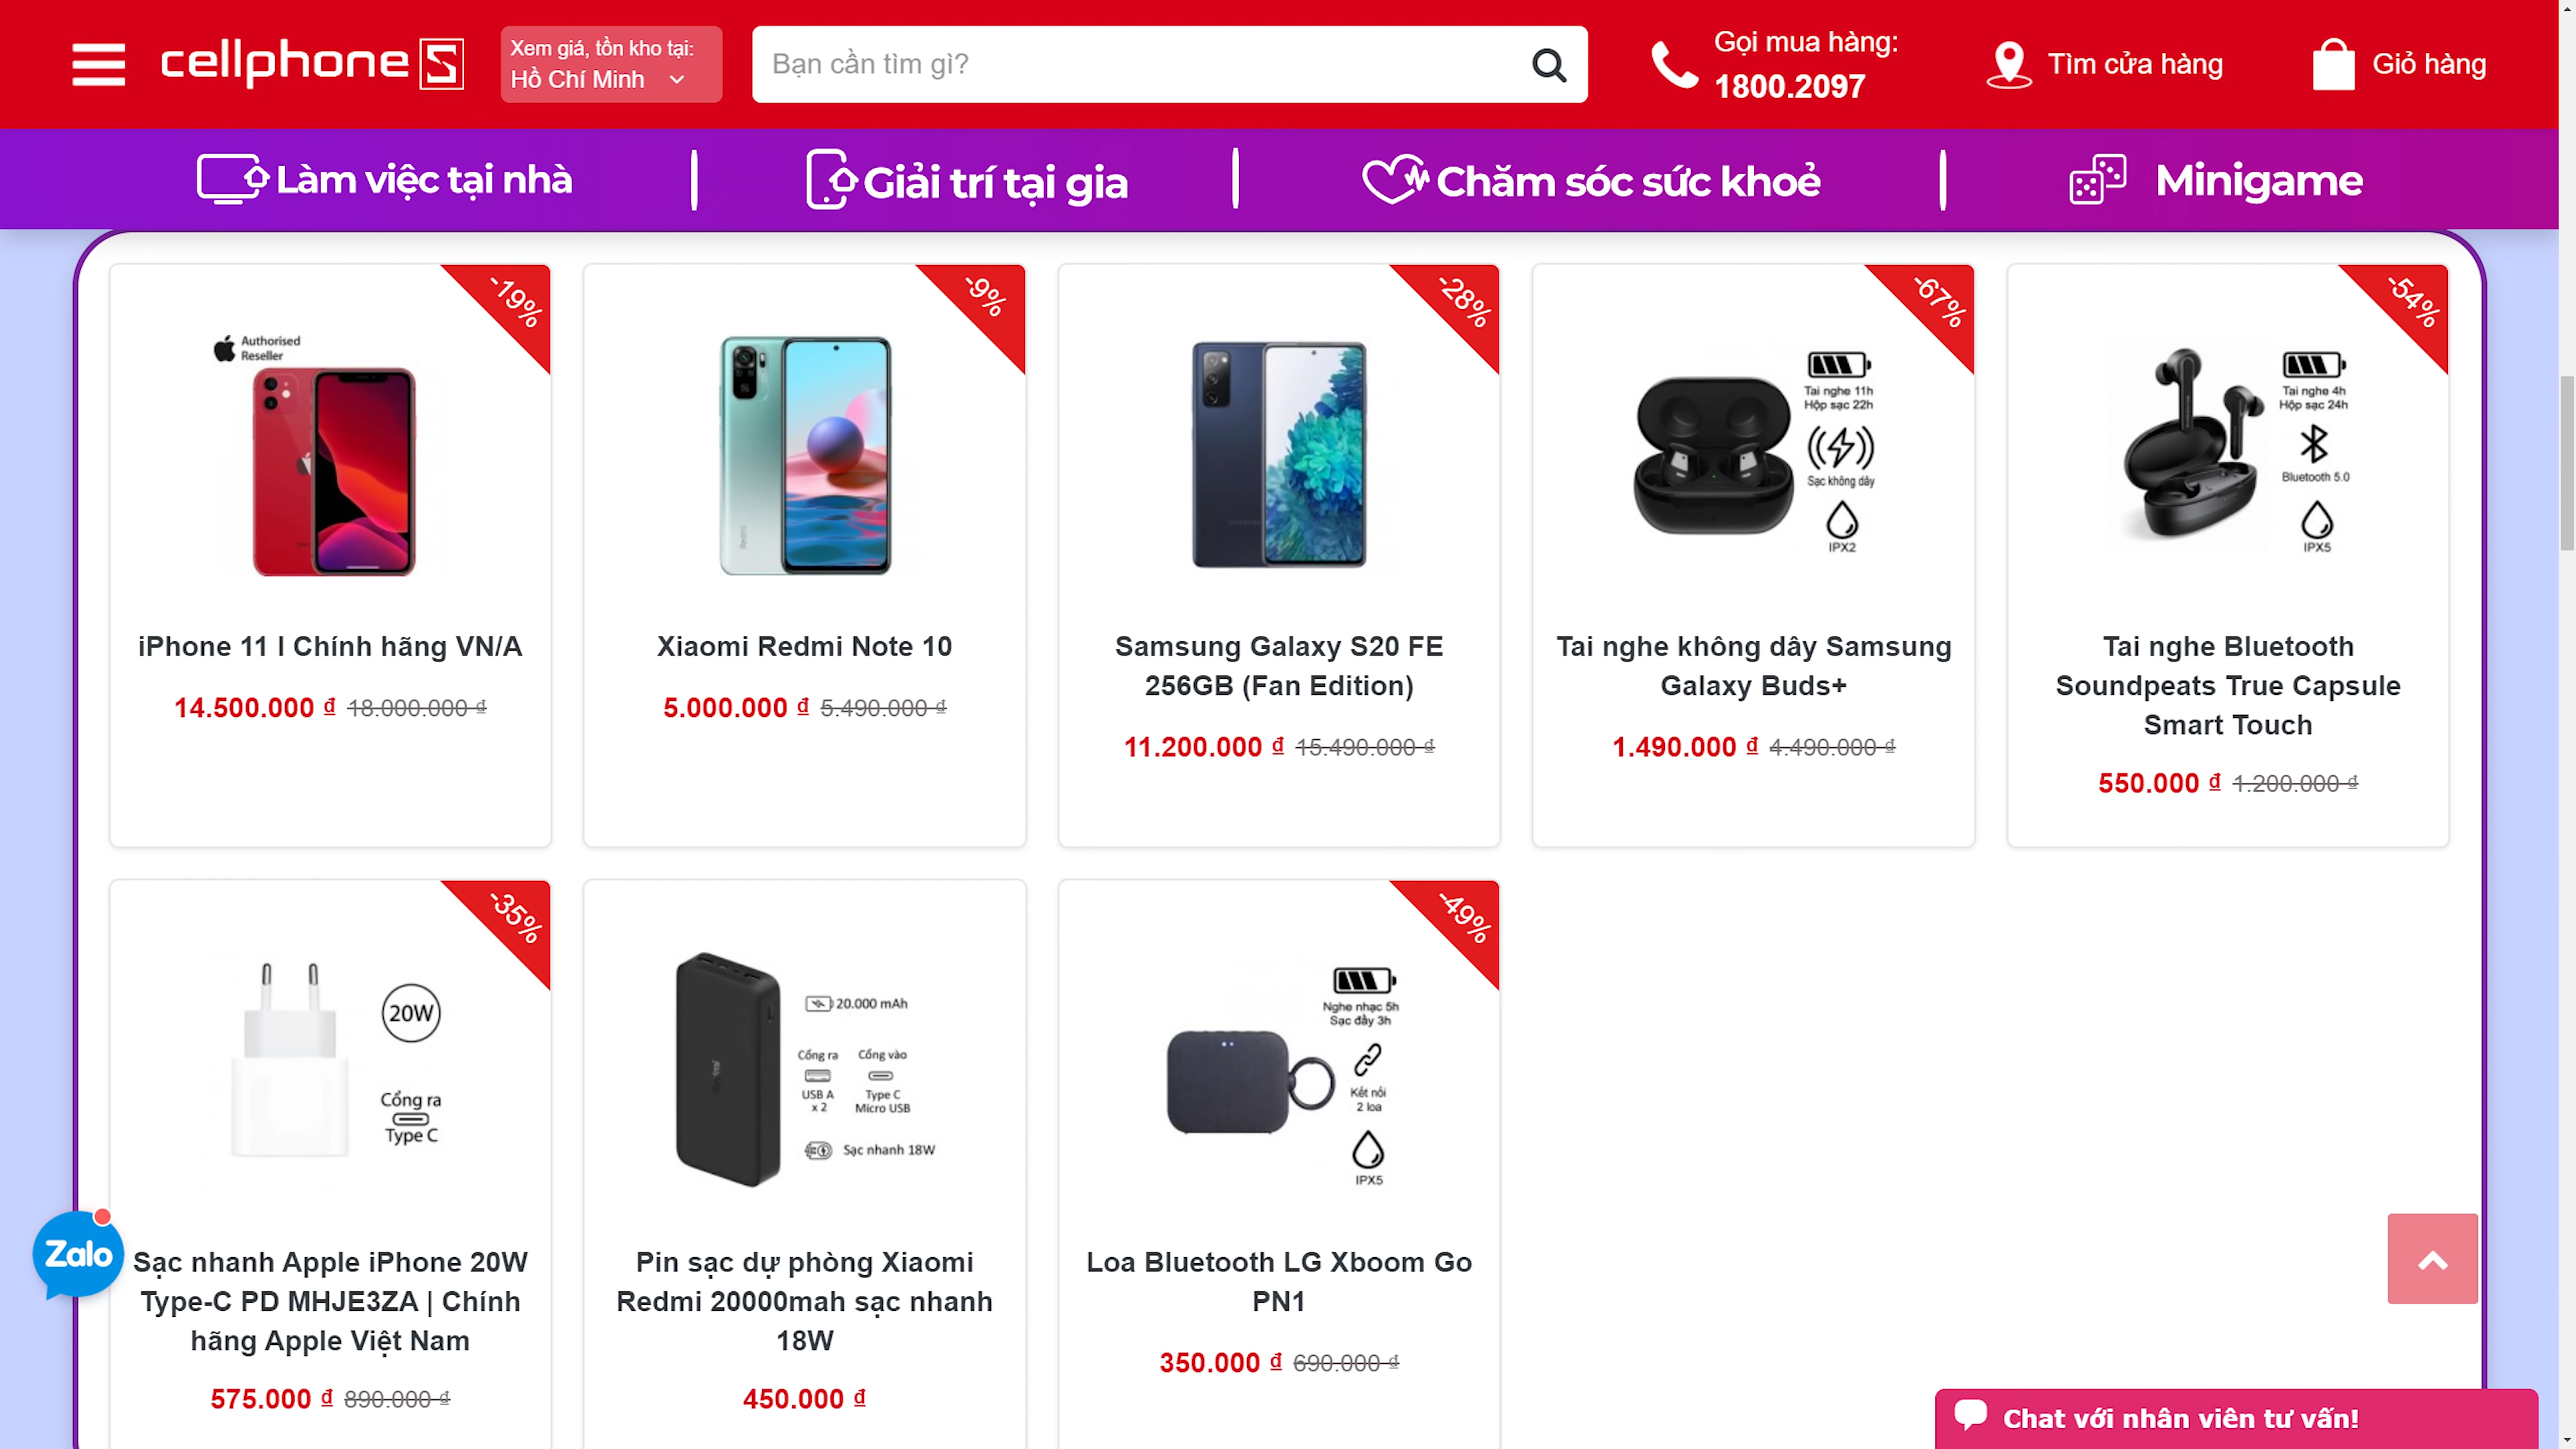 cellphoneS
Xem giá, tồn kho tại:
Hồ Chí Minh
Bạn cần tìm gì?
Gọi mua hàng:
1800.2097
Tìm cửa hàng
Giỏ hàng
Làm việc tại nhà
Giải trí tại gia
Chăm sóc sức khoẻ
Minigame
-19%
Authorised
Reseller
iPhone 11 I Chính hãng VN/A
14.500.000 ₫ 18.000.000 ₫
-9%
Redmi
Xiaomi Redmi Note 10
5.000.000 ₫ 5.490.000 ₫
-28%
Samsung Galaxy S20 FE
256GB (Fan Edition)
11.200.000 ₫ 15.490.000 ₫
-67%
Tai nghe 11h
Hộp sạc 22h
Sạc không dây
IPX2
Tai nghe không dây Samsung
Galaxy Buds+
1.490.000 ₫ 4.490.000 ₫
-54%
Tai nghe 4h
Hộp sạc 24h
Bluetooth 5.0
IPX5
Tai nghe Bluetooth
Soundpeats True Capsule
Smart Touch
550.000 ₫ 1.200.000 ₫
-35%
20W
Cổng ra
Type C
Sạc nhanh Apple iPhone 20W
Type-C PD MHJE3ZA | Chính
hãng Apple Việt Nam
575.000 ₫ 890.000 ₫
20.000 mAh
Cổng ra Cổng vào
USB A Type C
x 2 Micro USB
Sạc nhanh 18W
Pin sạc dự phòng Xiaomi
Redmi 20000mah sạc nhanh
18W
450.000 ₫
-49%
Nghe nhạc 5h
Sạc đầy 3h
Kết nối
2 loa
IPX5
Loa Bluetooth LG Xboom Go
PN1
350.000 ₫ 690.000 ₫
Zalo
Chat với nhân viên tư vấn!